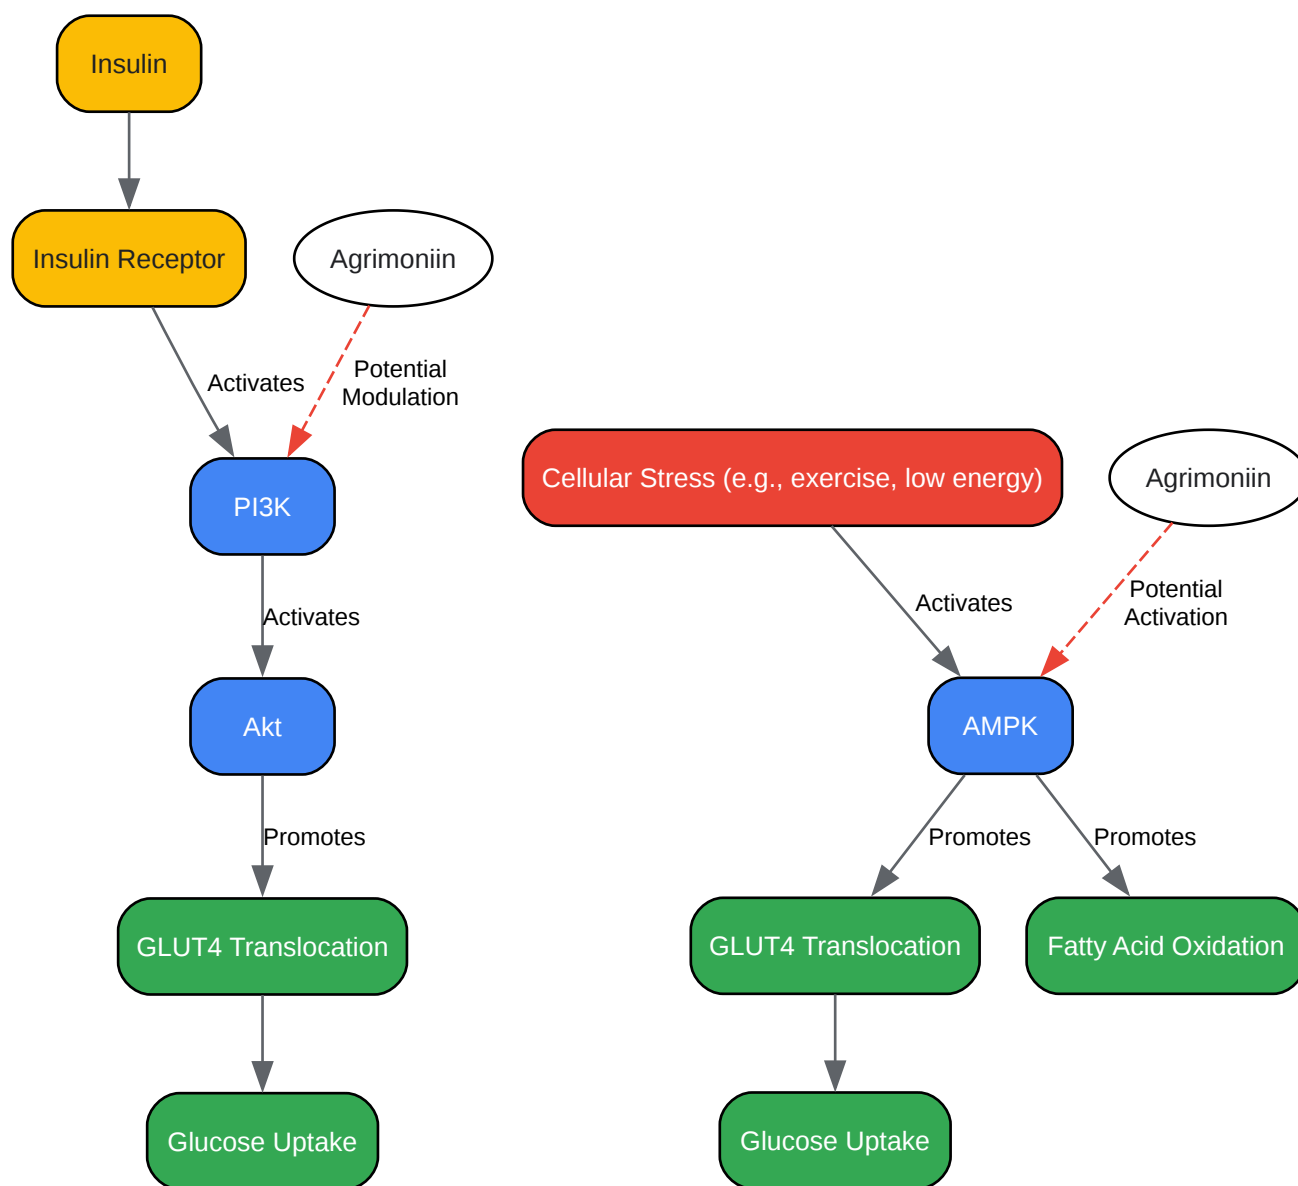 Insulin
Insulin Receptor
Agrimoniin
Activates
Potential
Modulation
PI3K
Activates
Akt
Promotes
GLUT4 Translocation
Glucose Uptake
Cellular Stress (e.g., exercise, low energy)
Agrimoniin
Activates
Potential
Activation
AMPK
Promotes
Promotes
GLUT4 Translocation
Fatty Acid Oxidation
Glucose Uptake